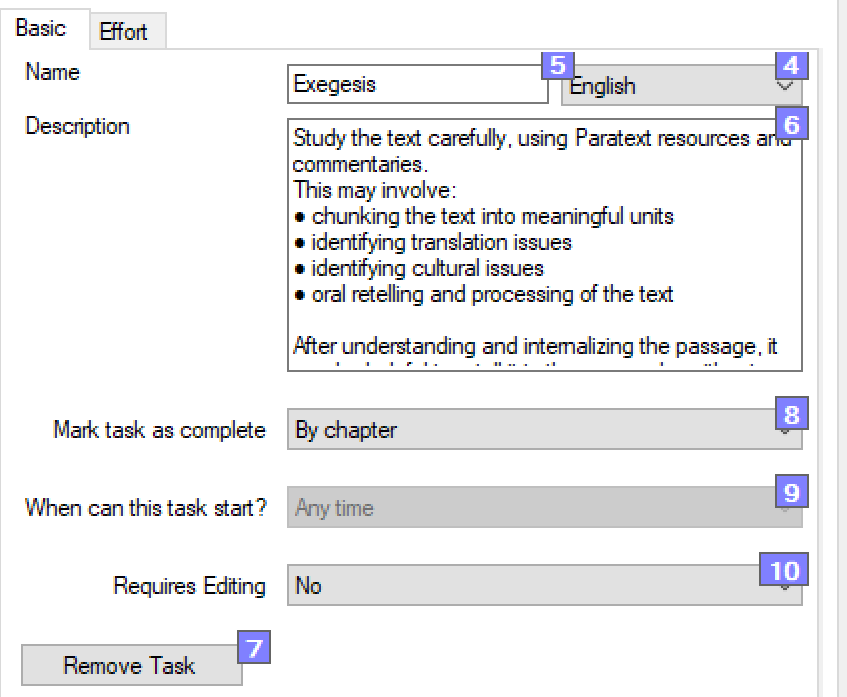 Basic
Effort
Name
Exegesis
5
English
4
Description
6
Study the text carefully, using Paratext resources and
commentaries.
This may involve:
● chunking the text into meaningful units
● identifying translation issues
● identifying cultural issues
● oral retelling and processing of the text
After understanding and internalizing the passage, it
Mark task as complete
By chapter
8
When can this task start?
Any time
9
Requires Editing
No
10
Remove Task
7